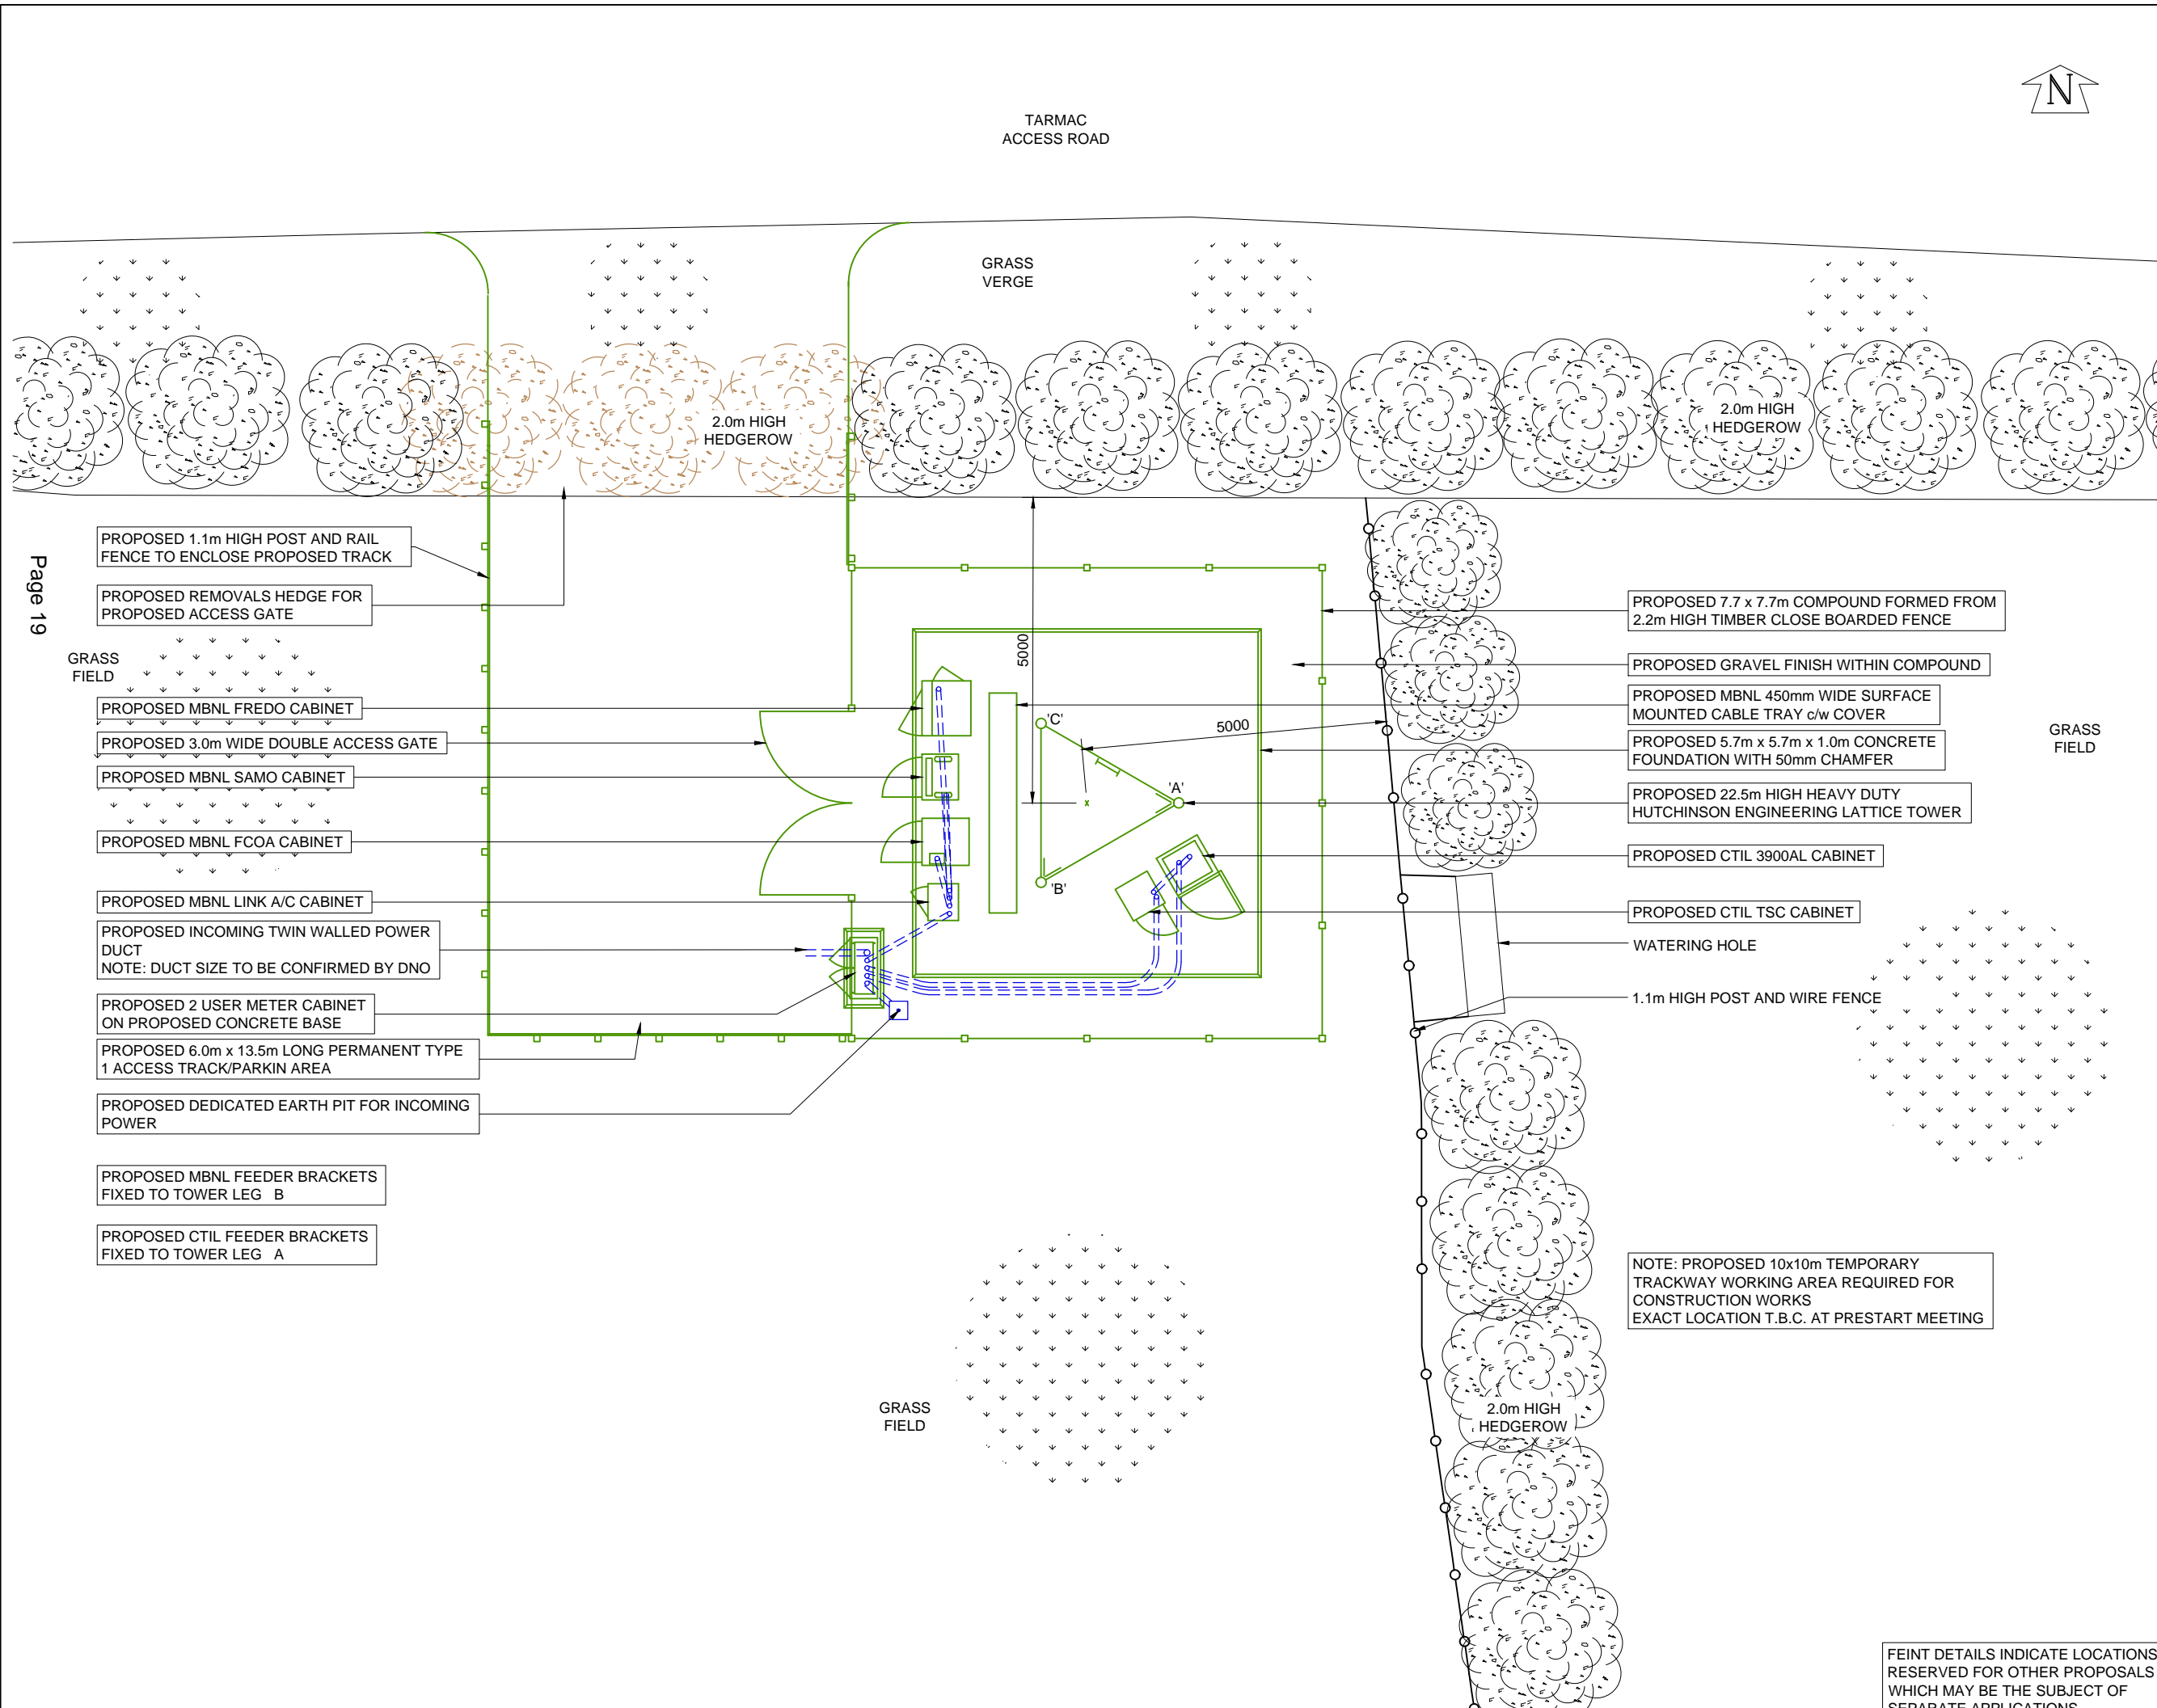 N
TARMAC
ACCESS ROAD
GRASS
VERGE
2.0m HIGH
HEDGEROW
2.0m HIGH
HEDGEROW
Page 19
PROPOSED 1.1m HIGH POST AND RAIL
FENCE TO ENCLOSE PROPOSED TRACK
PROPOSED REMOVALS HEDGE FOR
PROPOSED ACCESS GATE
GRASS
FIELD
PROPOSED MBNL FREDO CABINET
PROPOSED 3.0m WIDE DOUBLE ACCESS GATE
PROPOSED MBNL SAMO CABINET
PROPOSED MBNL FCOA CABINET
PROPOSED MBNL LINK A/C CABINET
PROPOSED INCOMING TWIN WALLED POWER
DUCT
NOTE: DUCT SIZE TO BE CONFIRMED BY DNO
PROPOSED 2 USER METER CABINET
ON PROPOSED CONCRETE BASE
PROPOSED 6.0m x 13.5m LONG PERMANENT TYPE
1 ACCESS TRACK/PARKIN AREA
PROPOSED DEDICATED EARTH PIT FOR INCOMING
POWER
PROPOSED MBNL FEEDER BRACKETS
FIXED TO TOWER LEG B
PROPOSED CTIL FEEDER BRACKETS
FIXED TO TOWER LEG A
5000
5000
'C'
'A'
'B'
x
PROPOSED 7.7 x 7.7m COMPOUND FORMED FROM
2.2m HIGH TIMBER CLOSE BOARDED FENCE
PROPOSED GRAVEL FINISH WITHIN COMPOUND
PROPOSED MBNL 450mm WIDE SURFACE
MOUNTED CABLE TRAY c/w COVER
PROPOSED 5.7m x 5.7m x 1.0m CONCRETE
FOUNDATION WITH 50mm CHAMFER
PROPOSED 22.5m HIGH HEAVY DUTY
HUTCHINSON ENGINEERING LATTICE TOWER
PROPOSED CTIL 3900AL CABINET
PROPOSED CTIL TSC CABINET
WATERING HOLE
1.1m HIGH POST AND WIRE FENCE
GRASS
FIELD
NOTE: PROPOSED 10x10m TEMPORARY
TRACKWAY WORKING AREA REQUIRED FOR
CONSTRUCTION WORKS
EXACT LOCATION T.B.C. AT PRESTART MEETING
GRASS
FIELD
2.0m HIGH
HEDGEROW
FEINT DETAILS INDICATE LOCATIONS
RESERVED FOR OTHER PROPOSALS
WHICH MAY BE THE SUBJECT OF
SEPARATE APPLICATIONS